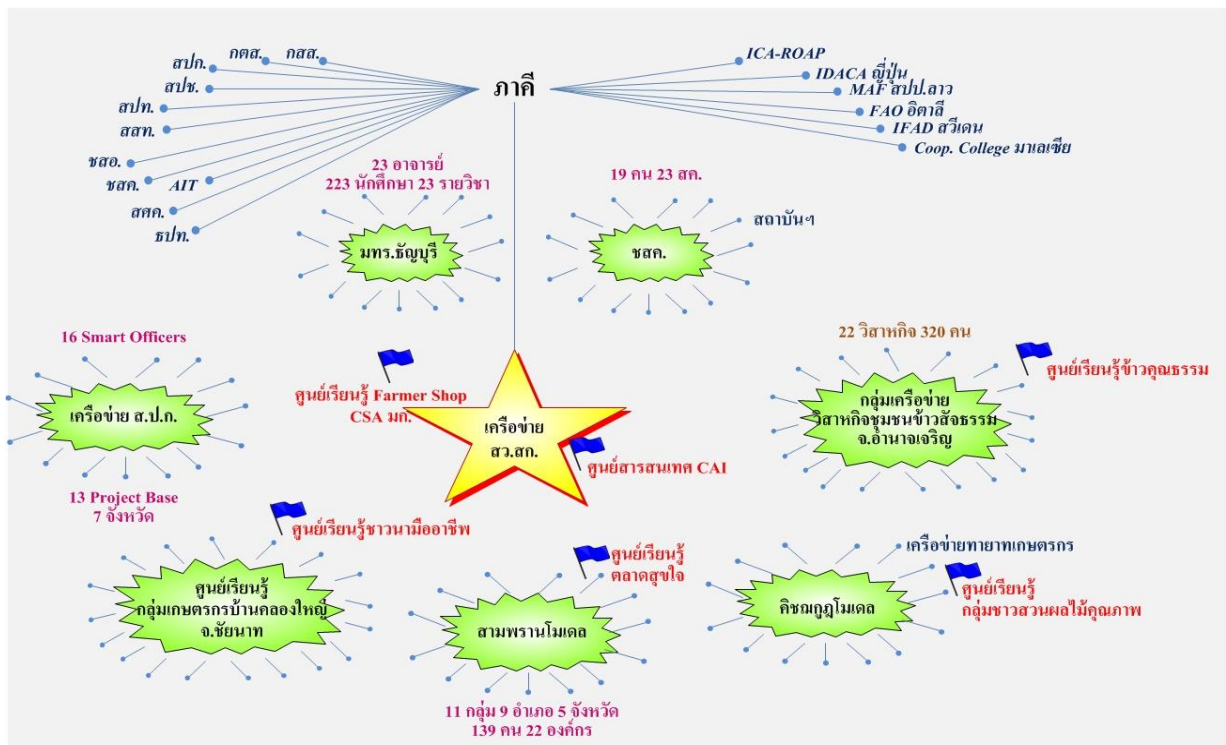 ภาคี
กสส.
กตส.
สปก.
สปช.
สปท.
สสท.
ชสอ.
ชสค.
AIT
สศค.
ธปท.
ICA-ROAP
IDACA ญี่ปุ่น
MAF สปป.ลาว
FAO อิตาลี
IFAD สวีเดน
Coop. College มาเลเซีย
23 อาจารย์
223 นักศึกษา 23 รายวิชา
มทร.ธัญบุรี
19 คน 23 สค.
สถาบันฯ
ชสค.
16 Smart Officers
เครือข่าย ส.ป.ก.
13 Project Base
7 จังหวัด
ศูนย์เรียนรู้ Farmer Shop
CSA มก.
เครือข่าย
สว.สก.
ศูนย์สารสนเทศ CAI
22 วิสาหกิจ 320 คน
ศูนย์เรียนรู้ข้าวคุณธรรม
กลุ่มเครือข่าย
วิสาหกิจชุมชนข้าวสัจธรรม
จ.อำนาจเจริญ
ศูนย์เรียนรู้ชาวนามืออาชีพ
ศูนย์เรียนรู้
กลุ่มเกษตรกรบ้านคลองใหญ่
จ.ชัยนาท
ศูนย์เรียนรู้
ตลาดสุขใจ
สามพรานโมเดล
11 กลุ่ม 9 อำเภอ 5 จังหวัด
139 คน 22 องค์กร
เครือข่ายทายาทเกษตรกร
คิชฌกูฏโมเดล
ศูนย์เรียนรู้
กลุ่มชาวสวนผลไม้คุณภาพ